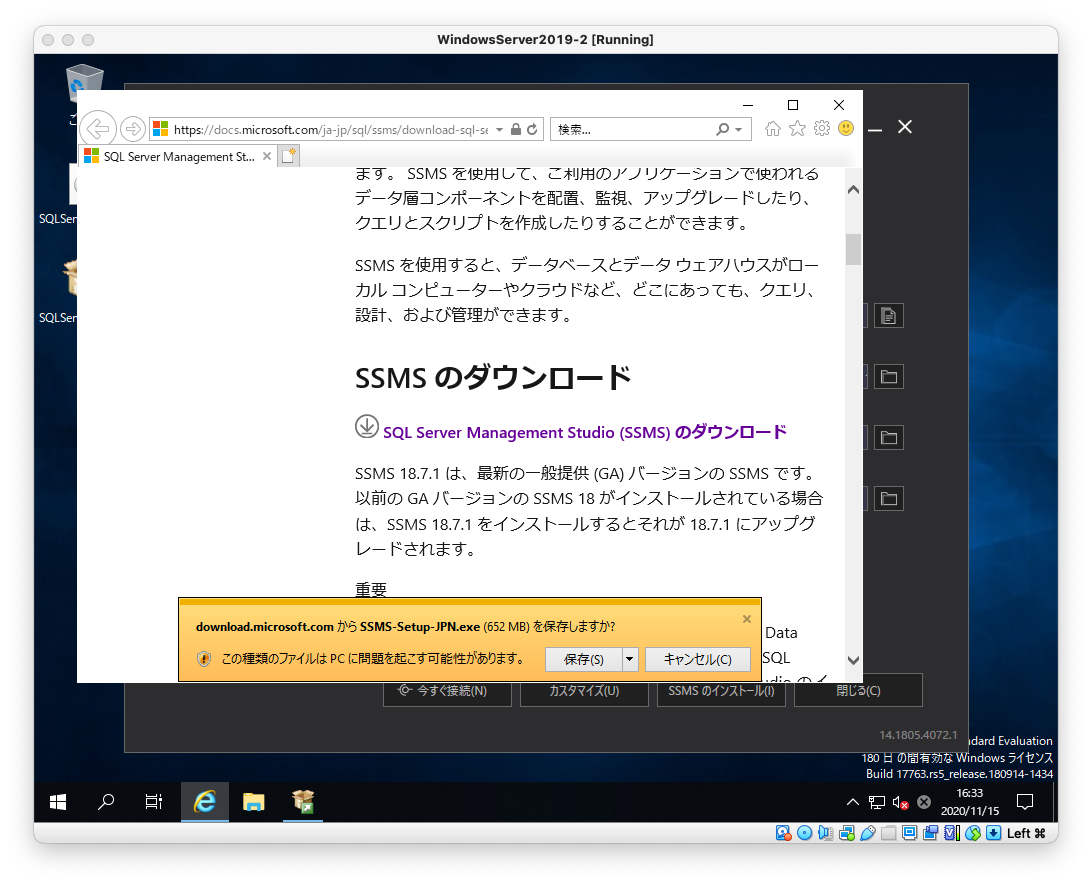 WindowsServer2019-2 [Running]
https://docs.microsoft.com/ja-jp/sql/ssms/download-sql-se
検索...
SQL Server Management St...
SQLSer
SQLSer
ます。 SSMS を使用して、ご利用のアプリケーションで使われる
データ層コンポーネントを配置、監視、アップグレードしたり、
クエリとスクリプトを作成したりすることができます。
SSMS を使用すると、データベースとデータ ウェアハウスがロー
カル コンピューターやクラウドなど、どこにあっても、クエリ、
設計、および管理ができます。
SSMS のダウンロード
SQL Server Management Studio (SSMS) のダウンロード
SSMS 18.7.1 は、最新の一般提供 (GA) バージョンの SSMS です。
以前の GA バージョンの SSMS 18 がインストールされている場合
は、SSMS 18.7.1 をインストールするとそれが 18.7.1 にアップグ
レードされます。
重要
Data
SQL
download.microsoft.com から SSMS-Setup-JPN.exe (652 MB) を保存しますか?
この種類のファイルは PC に問題を起こす可能性があります。
保存(S)
キャンセル(C)
今すぐ接続(N)
カスタマイズ(U)
SSMS のインストール(I)
閉じる(C)
14.1805.4072.1
ndard Evaluation
180 日 の間有効な Windows ライセンス
Build 17763.rs5_release.180914-1434
16:33
2020/11/15
Left ⌘